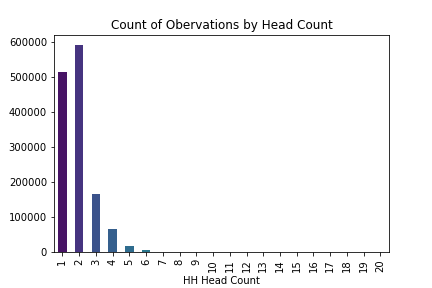 Count of Obervations by Head Count
600000
500000
400000
300000
200000
100000
0
1 2 3 4 5 6 7 8 9 10 11 12 13 14 15 16 17 18 19 20
HH Head Count